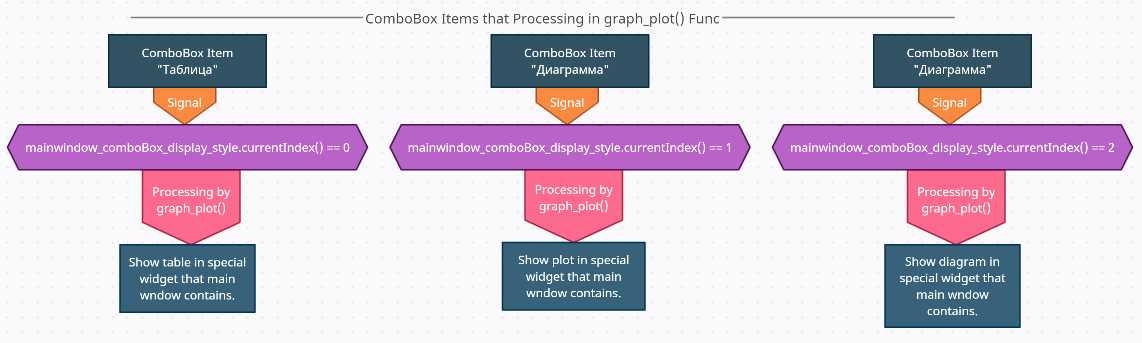 ComboBox Items that Processing in graph_plot() Func
ComboBox Item
"Таблица"
Signal
mainwindow_comboBox_display_style.currentIndex() == 0
Processing by
graph_plot()
Show table in special
widget that main
wndow contains.
ComboBox Item
"Диаграмма"
Signal
mainwindow_comboBox_display_style.currentIndex() == 1
Processing by
graph_plot()
Show plot in special
widget that main
wndow contains.
ComboBox Item
"Диаграмма"
Signal
mainwindow_comboBox_display_style.currentIndex() == 2
Processing by
graph_plot()
Show diagram in
special widget that
main wndow
contains.